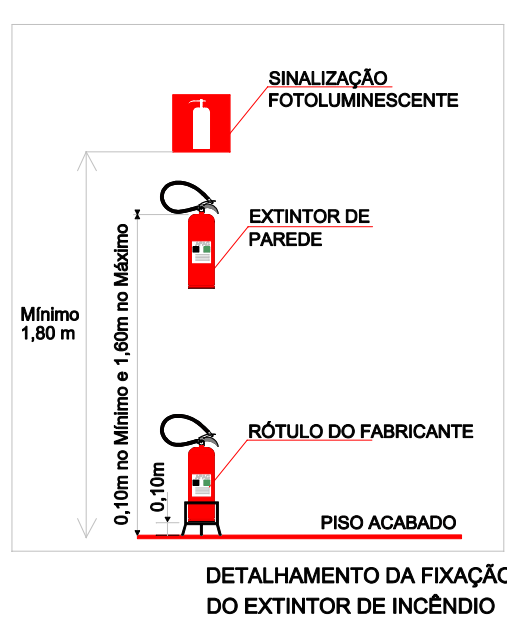 SINALIZAÇÃO
FOTOLUMINESCENTE
EXTINTOR DE
PAREDE
Mínimo
1,80 m
0,10m no Mínimo e 1,60m no Máximo
RÓTULO DO FABRICANTE
0,10m
PISO ACABADO
DETALHAMENTO DA FIXAÇÃO
DO EXTINTOR DE INCÊNDIO